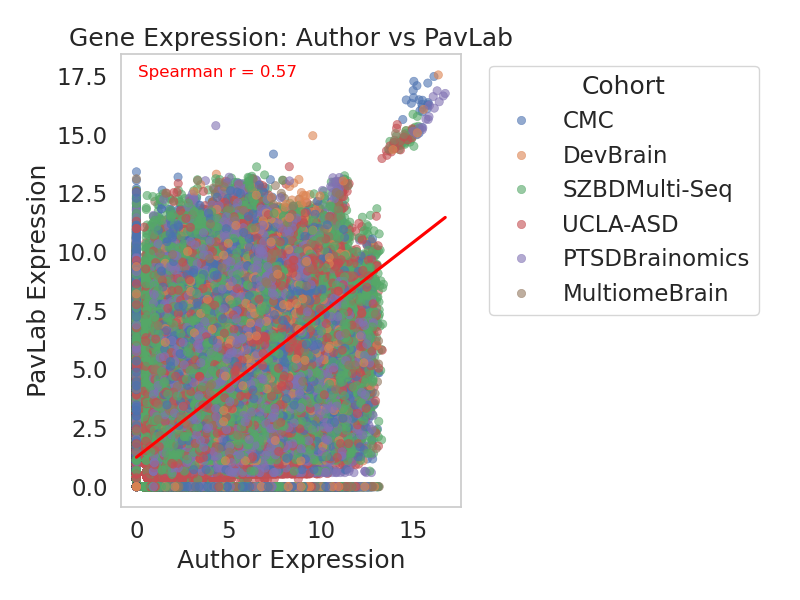 Gene Expression: Author vs PavLab
Spearman r = 0.57
17.5
15.0
12.5
10.0
7.5
5.0
2.5
0.0
PavLab Expression
0
5
10
15
Author Expression
Cohort
CMC
DevBrain
SZBDMulti-Seq
UCLA-ASD
PTSDBrainomics
MultiomeBrain